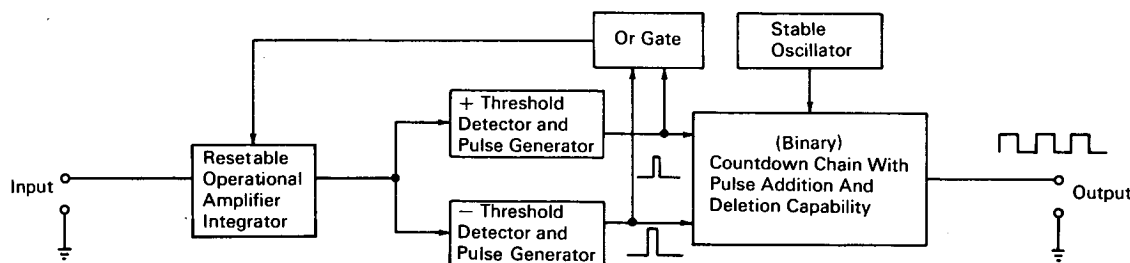 Or Gate
Stable
Oscillator
+ Threshold
Detector and
Pulse Generator
(Binary)
Countdown Chain With
Pulse Addition And
Deletion Capability
Resetable
Operational
Amplifier
Integrator
Input
Output
− Threshold
Detector and
Pulse Generator